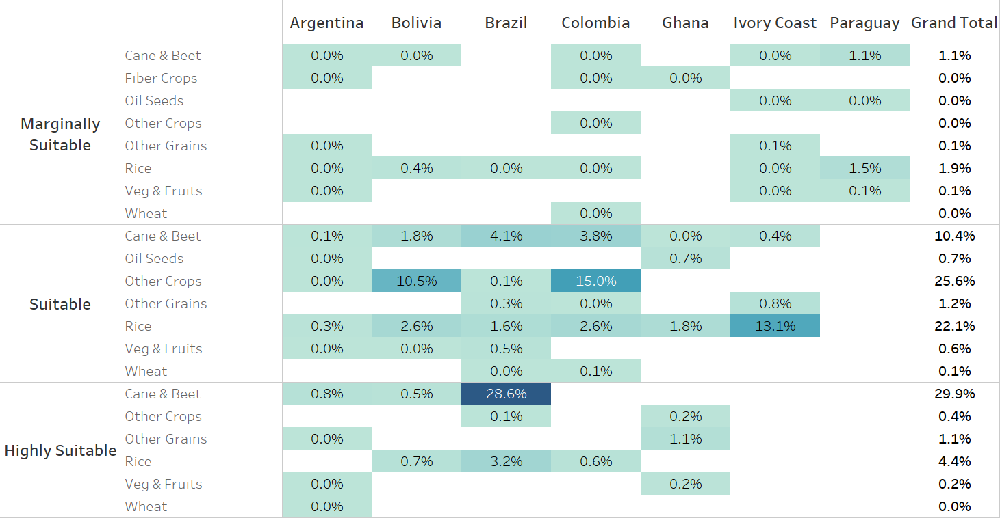 Argentina Bolivia Brazil Colombia Ghana Ivory Coast Paraguay Grand Total
Marginally Suitable
Cane & Beet 0.0% 0.0% 0.0% 0.0% 1.1% 1.1%
Fiber Crops 0.0% 0.0% 0.0% 0.0%
Oil Seeds 0.0% 0.0% 0.0%
Other Crops 0.0% 0.0%
Other Grains 0.0% 0.1% 0.1%
Rice 0.0% 0.4% 0.0% 0.0% 0.0% 1.5% 1.9%
Veg & Fruits 0.0% 0.0% 0.1% 0.1%
Wheat 0.0% 0.0%
Suitable
Cane & Beet 0.1% 1.8% 4.1% 3.8% 0.0% 0.4% 10.4%
Oil Seeds 0.0% 0.7% 0.7%
Other Crops 0.0% 10.5% 0.1% 15.0% 25.6%
Other Grains 0.3% 0.0% 0.8% 1.2%
Rice 0.3% 2.6% 1.6% 2.6% 1.8% 13.1% 22.1%
Veg & Fruits 0.0% 0.0% 0.5% 0.6%
Wheat 0.0% 0.1% 0.1%
Highly Suitable
Cane & Beet 0.8% 0.5% 28.6% 29.9%
Other Crops 0.1% 0.2% 0.4%
Other Grains 0.0% 1.1% 1.1%
Rice 0.7% 3.2% 0.6% 4.4%
Veg & Fruits 0.0% 0.2% 0.2%
Wheat 0.0% 0.0%